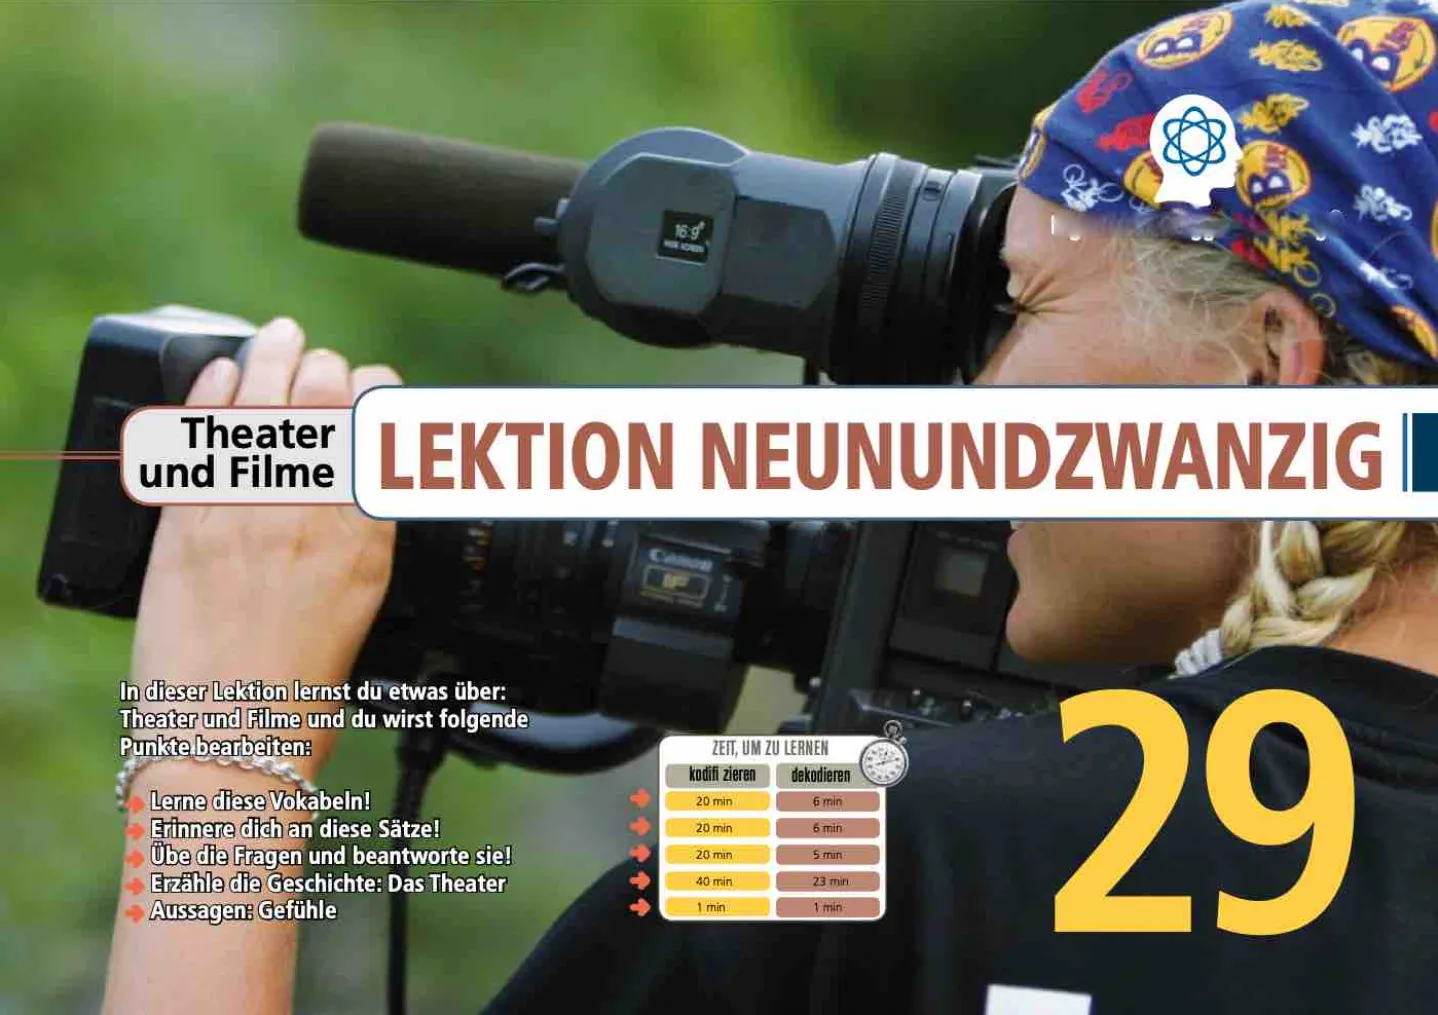 16:9
Theater
und Filme
LEKTION NEUNUNDZWANZIG
Canon
In dieser Lektion lernst du etwas über:
Theater und Filme und du wirst folgende
Punkte bearbeiten:
Lerne diese Vokabeln!
Erinnere dich an diese Sätze!
Übe die Fragen und beantworte sie!
Erzähle die Geschichte: Das Theater
Aussagen: Gefühle
ZEIT, UM ZU LERNEN
kodifi zieren dekodieren
20 min 6 min
20 min 6 min
20 min 5 min
40 min 23 min
1 min 1 min
29